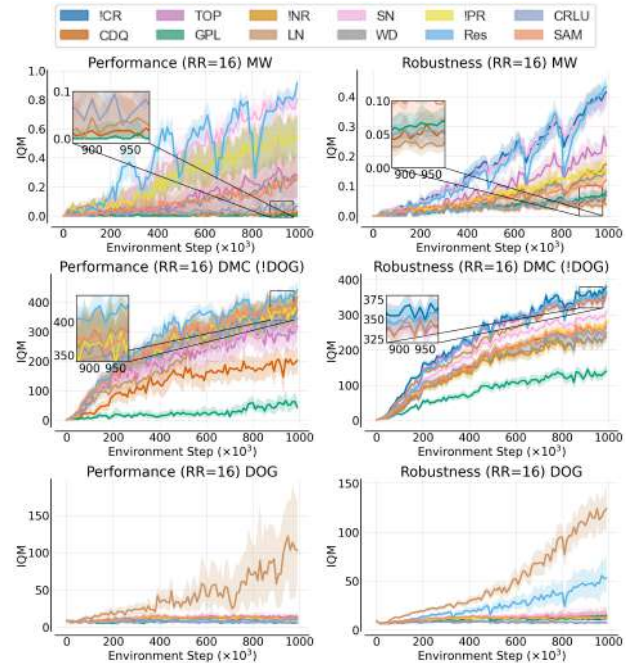 !CR TOP !NR SN !PR CRLU
CDQ GPL LN WD Res SAM
Performance (RR=16) MW
Robustness (RR=16) MW
1.0
0.8
0.6
0.4
0.2
0.0
IQM
0.1
0.0
900 950
0 200 400 600 800 1000
Environment Step (×10³)
0.4
0.3
0.2
0.1
0.0
IQM
0.10
0.05
0.00
900 950
0 200 400 600 800 1000
Environment Step (×10³)
Performance (RR=16) DMC (!DOG)
Robustness (RR=16) DMC (!DOG)
400
300
200
100
0
IQM
400
350
900 950
0 200 400 600 800 1000
Environment Step (×10³)
400
300
200
100
0
IQM
375
350
325
900 950
0 200 400 600 800 1000
Environment Step (×10³)
Performance (RR=16) DOG
Robustness (RR=16) DOG
150
100
50
0
IQM
0 200 400 600 800 1000
Environment Step (×10³)
150
100
50
0
IQM
0 200 400 600 800 1000
Environment Step (×10³)